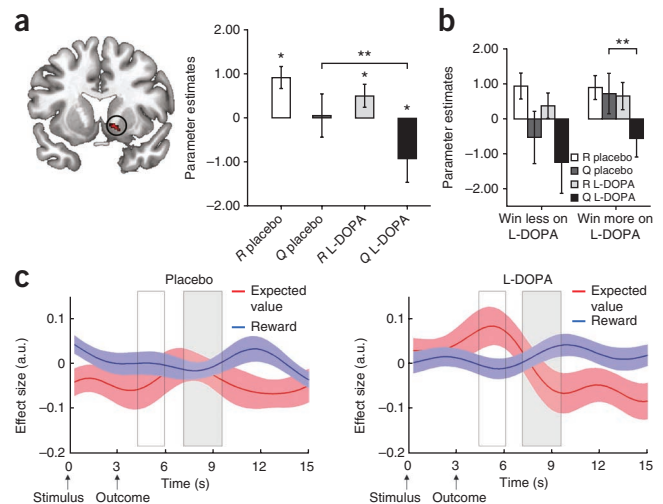 a
Parameter estimates
2.00
1.00
0
−1.00
−2.00
*
**
*
*
R placebo
Q placebo
R L-DOPA
Q L-DOPA
b
Parameter estimates
2.00
1.00
0
−1.00
−2.00
**
R placebo
Q placebo
R L-DOPA
Q L-DOPA
Win less on
L-DOPA
Win more on
L-DOPA
c
Placebo
Expected
value
Reward
Effect size (a.u.)
0.1
0
−0.1
−0.2
0 3 6 9 12 15
Time (s)
Stimulus Outcome
L-DOPA
Expected
value
Reward
Effect size (a.u.)
0.1
0
−0.1
−0.2
0 3 6 9 12 15
Time (s)
Stimulus Outcome